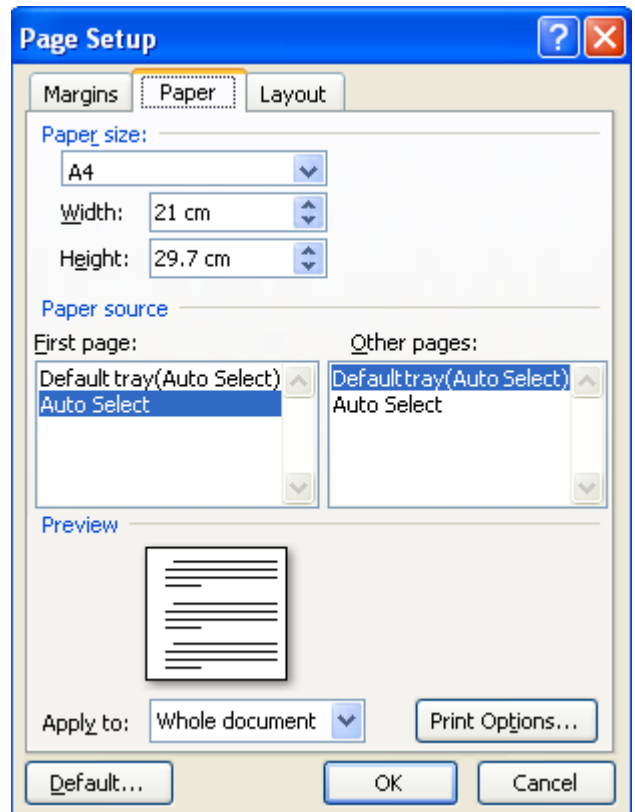 Page Setup
Margins Paper Layout
Paper size:
A4
Width: 21 cm
Height: 29.7 cm
Paper source
First page: Other pages:
Default tray(Auto Select) Default tray(Auto Select)
Auto Select Auto Select
Preview
Apply to: Whole document Print Options...
Default... OK Cancel